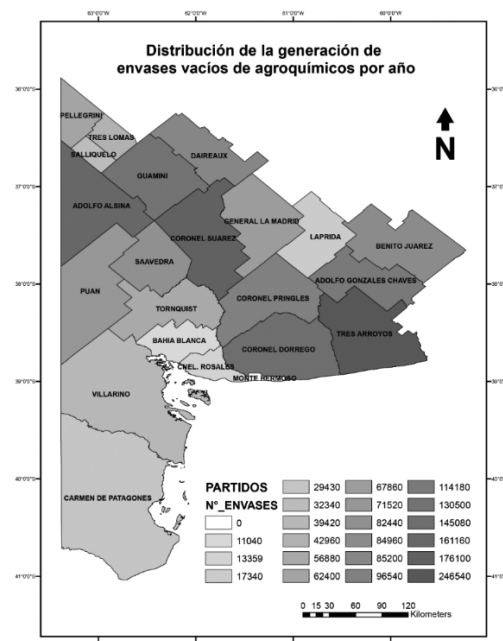 63°0'0"S
62°0'0"S
61°0'0"S
60°0'0"S
Distribución de la generación de
envases vacíos de agroquímicos por año
36°0'0"S
36°0'0"S
N
PELLEGRINI
TRES LOMAS
SALLIQUELO
DAIREAUX
GUAMINI
37°0'0"S
37°0'0"S
ADOLFO ALSINA
GENERAL LA MADRID
LAPRIDA
CORONEL SUAREZ
BENITO JUAREZ
SAAVEDRA
38°0'0"S
38°0'0"S
ADOLFO GONZALES CHAVES
PUAN
CORONEL PRINGLES
TORNQUIST
TRES ARROYOS
BAHIA BLANCA
CORONEL DORREGO
CNEL. ROSALES
39°0'0"S
39°0'0"S
MONTE HERMOSO
VILLARINO
40°0'0"S
40°0'0"S
CARMEN DE PATAGONES
PARTIDOS
N°_ENVASES
0
11040
13359
17340
29430
32340
39420
42960
56880
62400
67860
71520
82440
84960
85200
96540
114180
130500
145080
161160
176100
246540
41°0'0"S
41°0'0"S
0 15 30 60 90 120
Kilometers